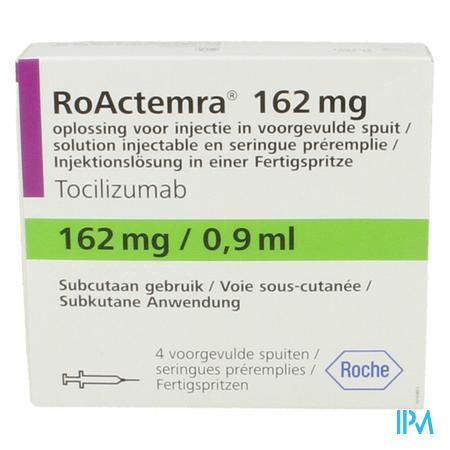 RoActemra® 162 mg
oplossing voor injectie in voorgevulde spuit /
solution injectable en seringue préremplie /
Injektionslösung in einer Fertigspritze
Tocilizumab
162 mg / 0,9 ml
Subcutaan gebruik / Voie sous-cutanée /
Subkutane Anwendung
4 voorgevulde spuiten /
seringues préremplies /
Fertigspritzen
Roche
IPM